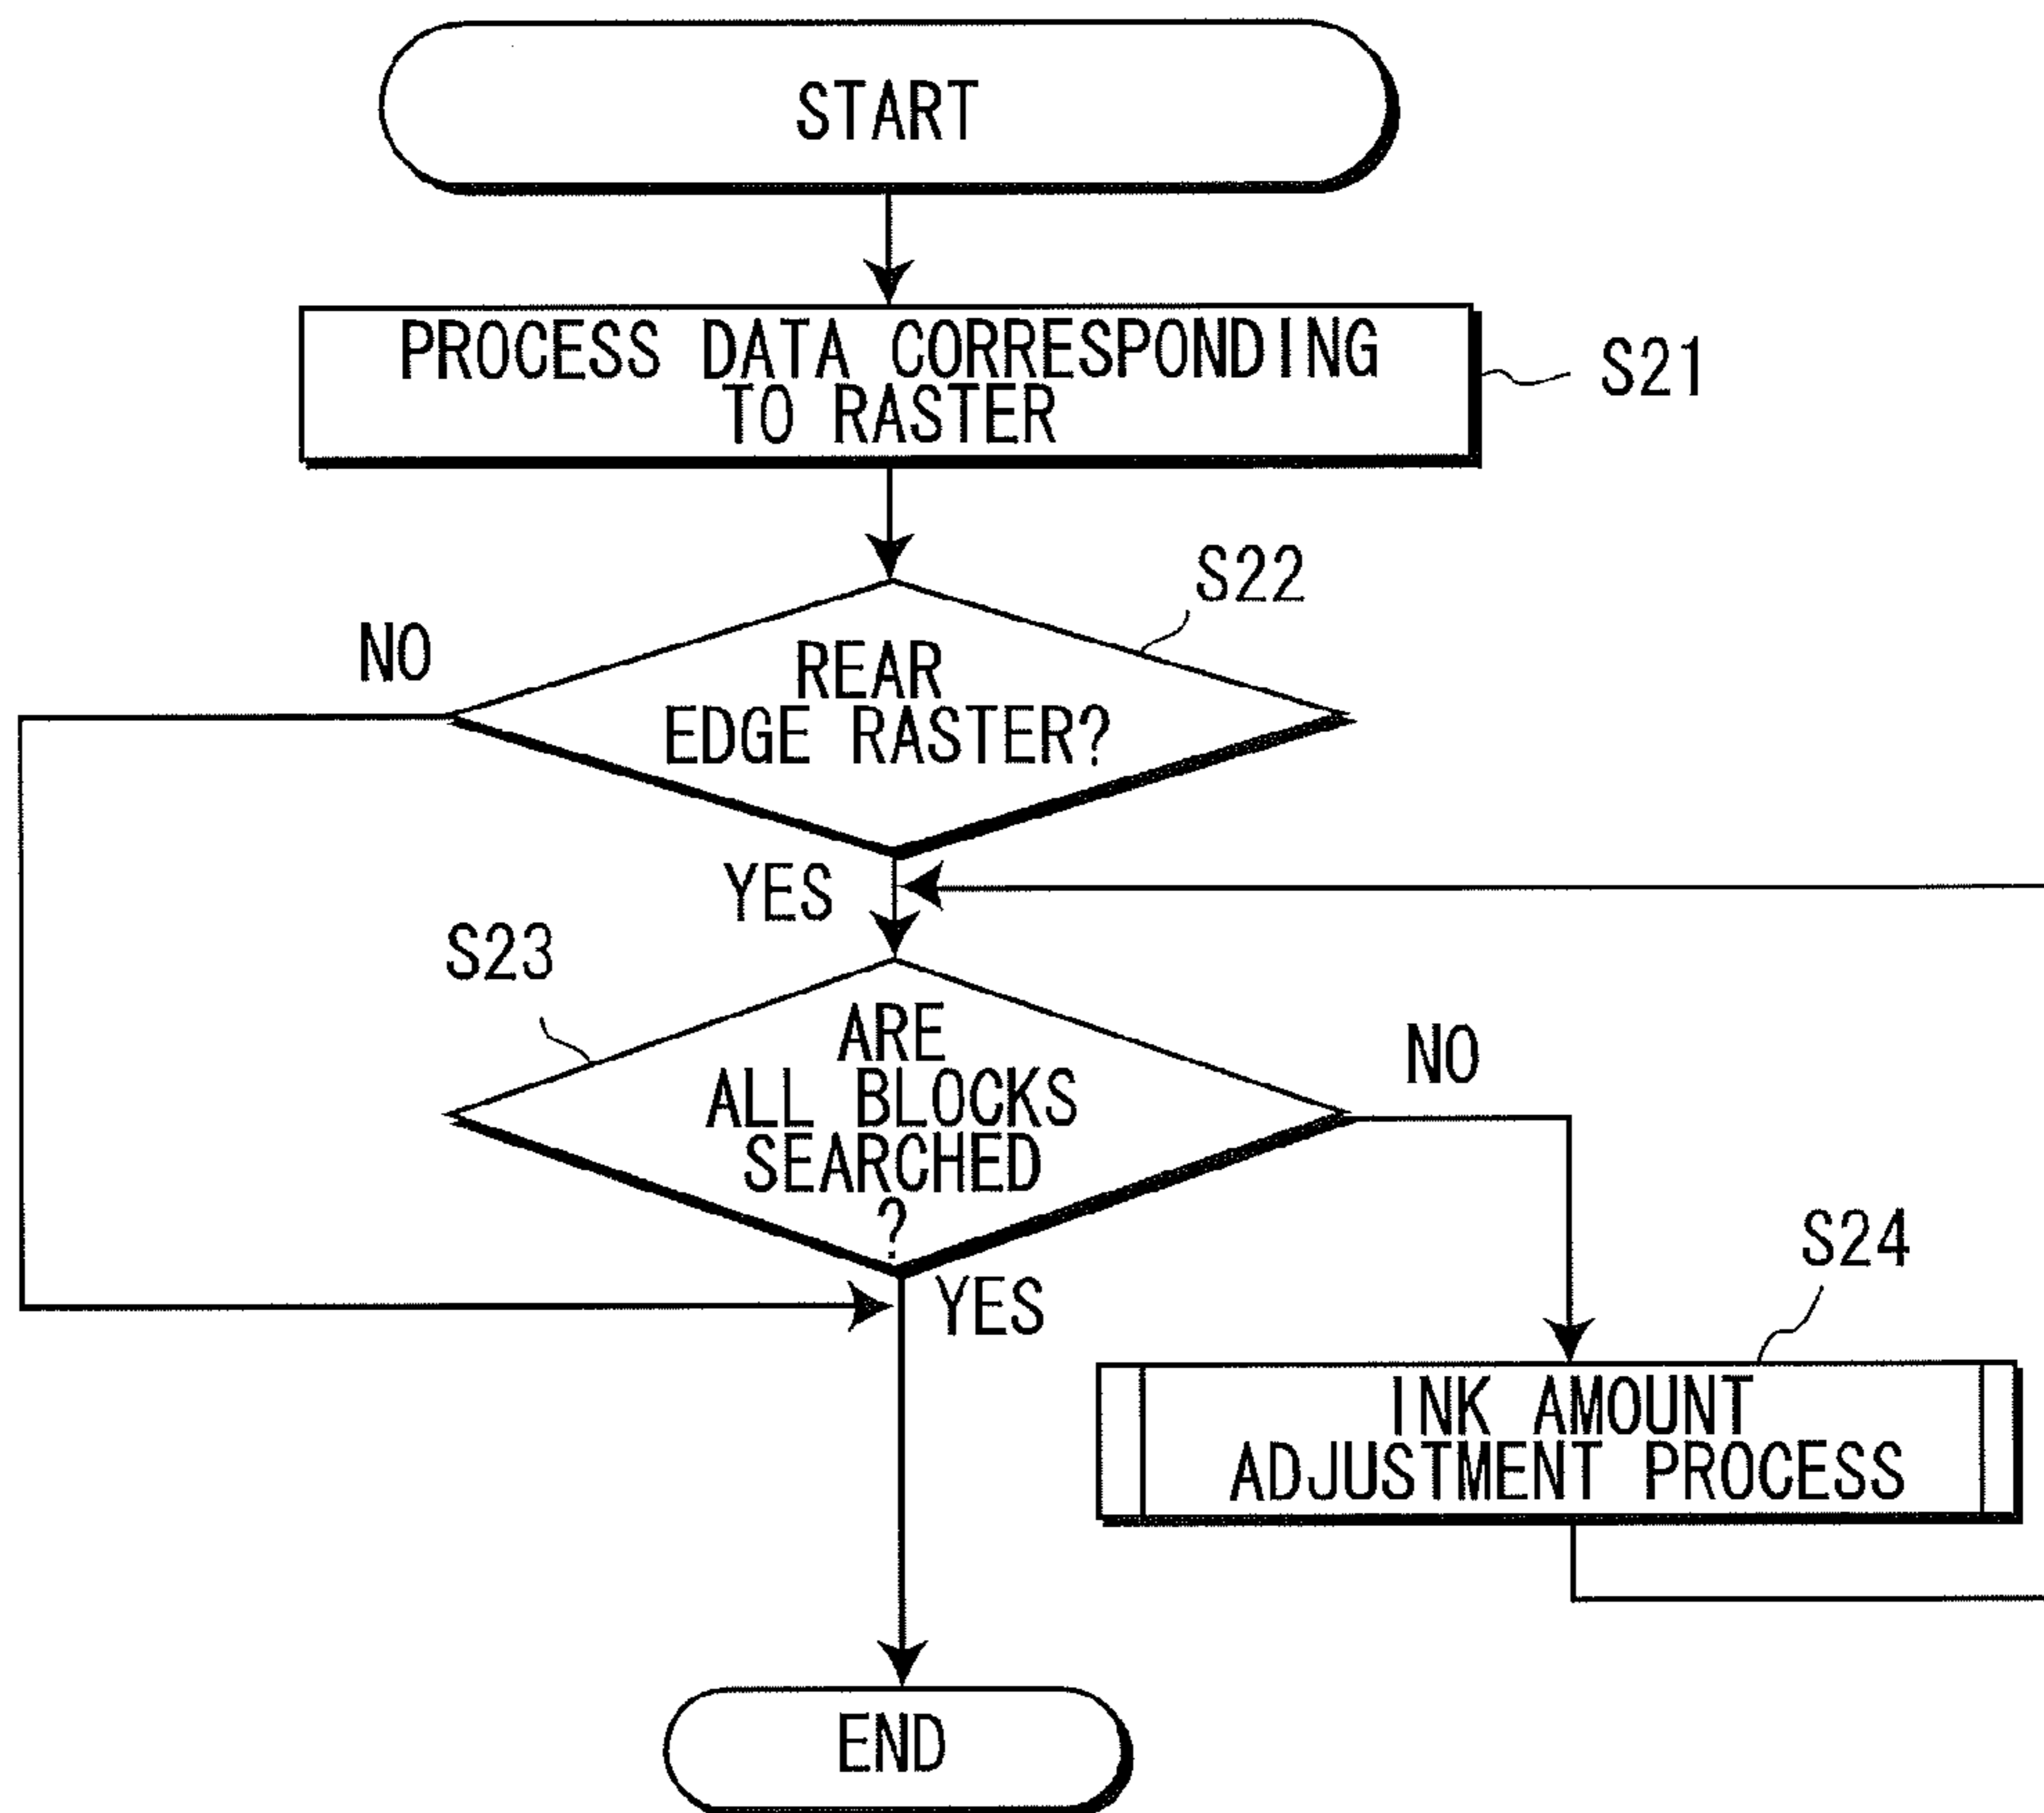 START
PROCESS DATA CORRESPONDING
TO RASTER
S21
S22
NO
REAR
EDGE RASTER?
YES
S23
ARE
ALL BLOCKS
SEARCHED
?
NO
YES
S24
INK AMOUNT
ADJUSTMENT PROCESS
END